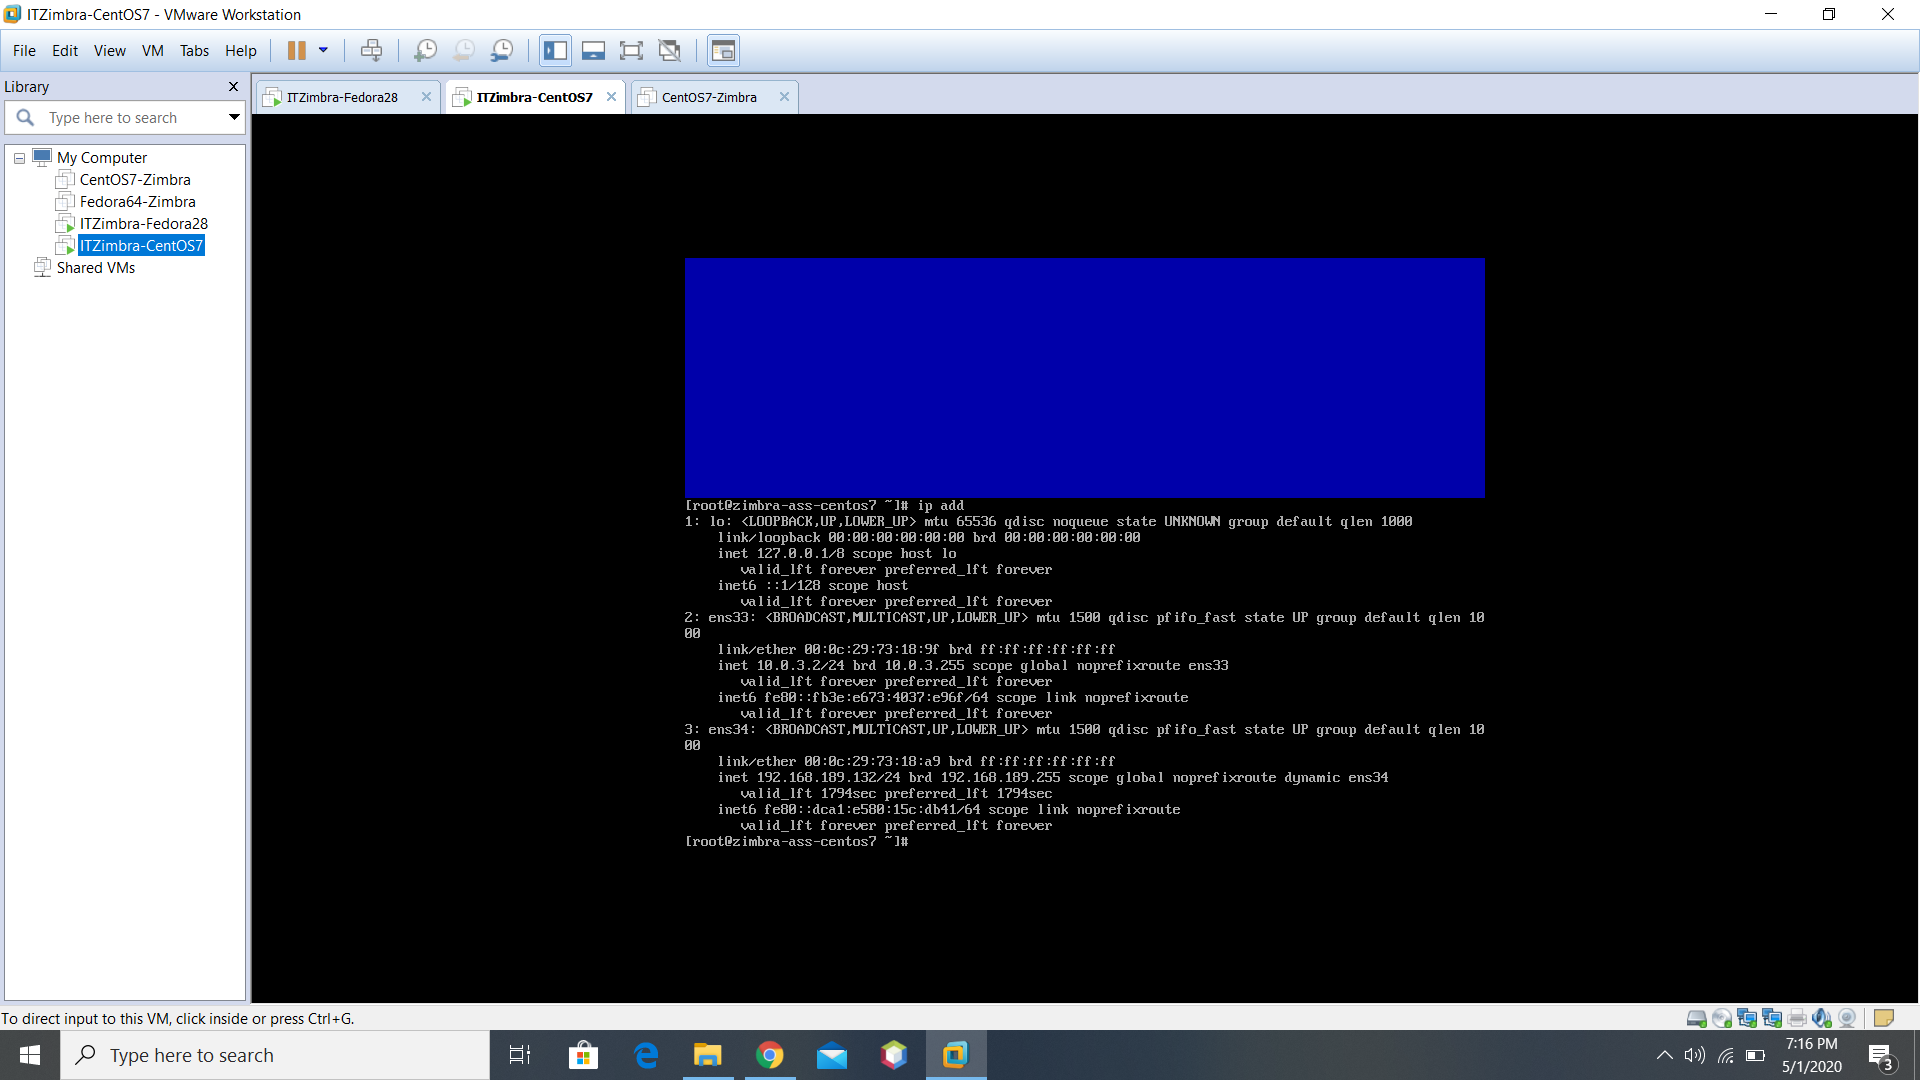 ITZimbra-CentOS7 - VMware Workstation
File Edit View VM Tabs Help
Library
ITZimbra-Fedora28 ITZimbra-CentOS7 CentOS7-Zimbra
Type here to search
My Computer
CentOS7-Zimbra
Fedora64-Zimbra
ITZimbra-Fedora28
ITZimbra-CentOS7
Shared VMs
[root@zimbra-ass-centos7 ~]# ip add
1: lo: <LOOPBACK,UP,LOWER_UP> mtu 65536 qdisc noqueue state UNKNOWN group default qlen 1000
link/loopback 00:00:00:00:00:00 brd 00:00:00:00:00:00
inet 127.0.0.1/8 scope host lo
valid_lft forever preferred_lft forever
inet6 ::1/128 scope host
valid_lft forever preferred_lft forever
2: ens33: <BROADCAST,MULTICAST,UP,LOWER_UP> mtu 1500 qdisc pfifo_fast state UP group default qlen 10
00
link/ether 00:0c:29:73:18:9f brd ff:ff:ff:ff:ff:ff
inet 10.0.3.2/24 brd 10.0.3.255 scope global noprefixroute ens33
valid_lft forever preferred_lft forever
inet6 fe80::fb3e:e673:4037:e96f/64 scope link noprefixroute
valid_lft forever preferred_lft forever
3: ens34: <BROADCAST,MULTICAST,UP,LOWER_UP> mtu 1500 qdisc pfifo_fast state UP group default qlen 10
00
link/ether 00:0c:29:73:18:a9 brd ff:ff:ff:ff:ff:ff
inet 192.168.189.132/24 brd 192.168.189.255 scope global noprefixroute dynamic ens34
valid_lft 1794sec preferred_lft 1794sec
inet6 fe80::dca1:e580:15c:db41/64 scope link noprefixroute
valid_lft forever preferred_lft forever
[root@zimbra-ass-centos7 ~]#
To direct input to this VM, click inside or press Ctrl+G.
Type here to search
7:16 PM
5/1/2020
3